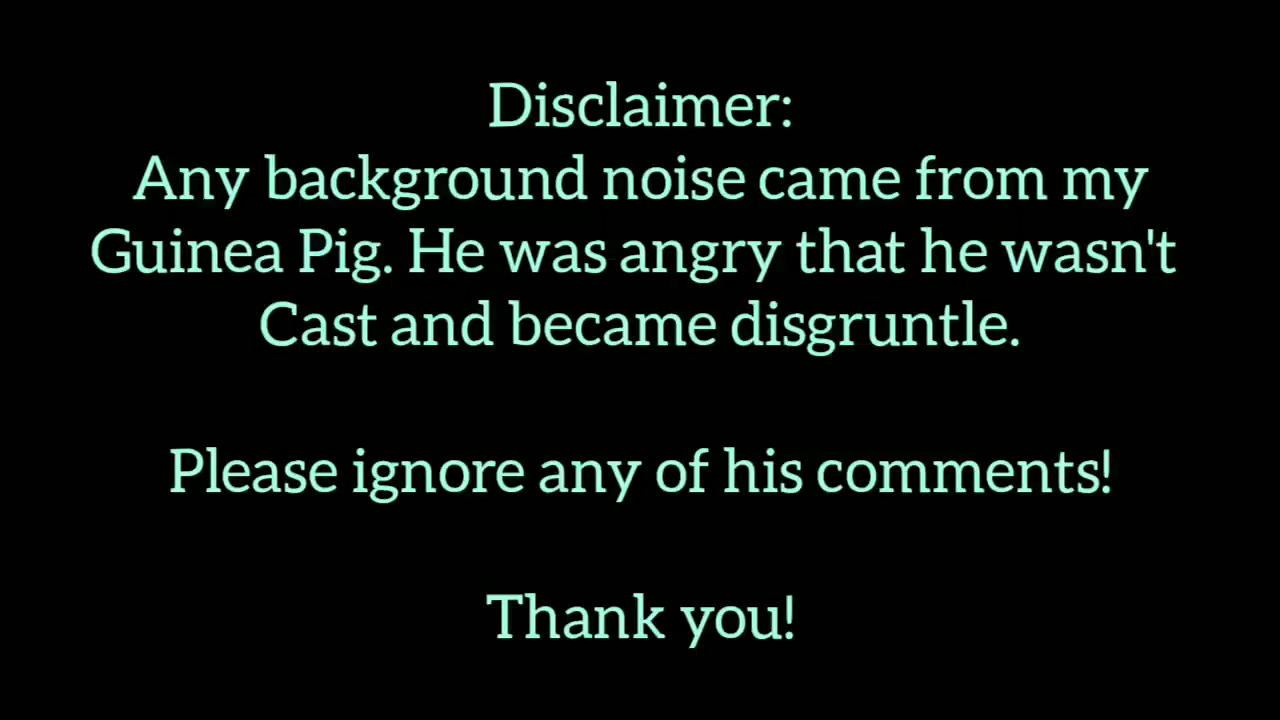 Disclaimer:
Any background noise came from my
Guinea Pig. He was angry that he wasn't
Cast and became disgruntle.
Please ignore any of his comments!
Thank you!